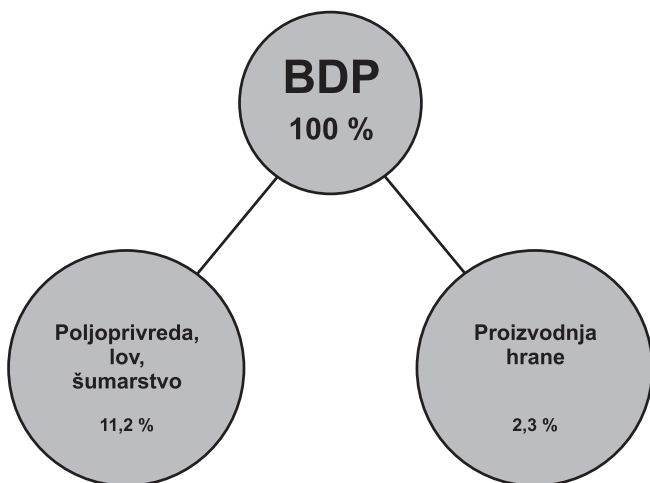 BDP
100 %
Poljoprivreda,
lov,
šumarstvo
11,2 %
Proizvodnja
hrane
2,3 %